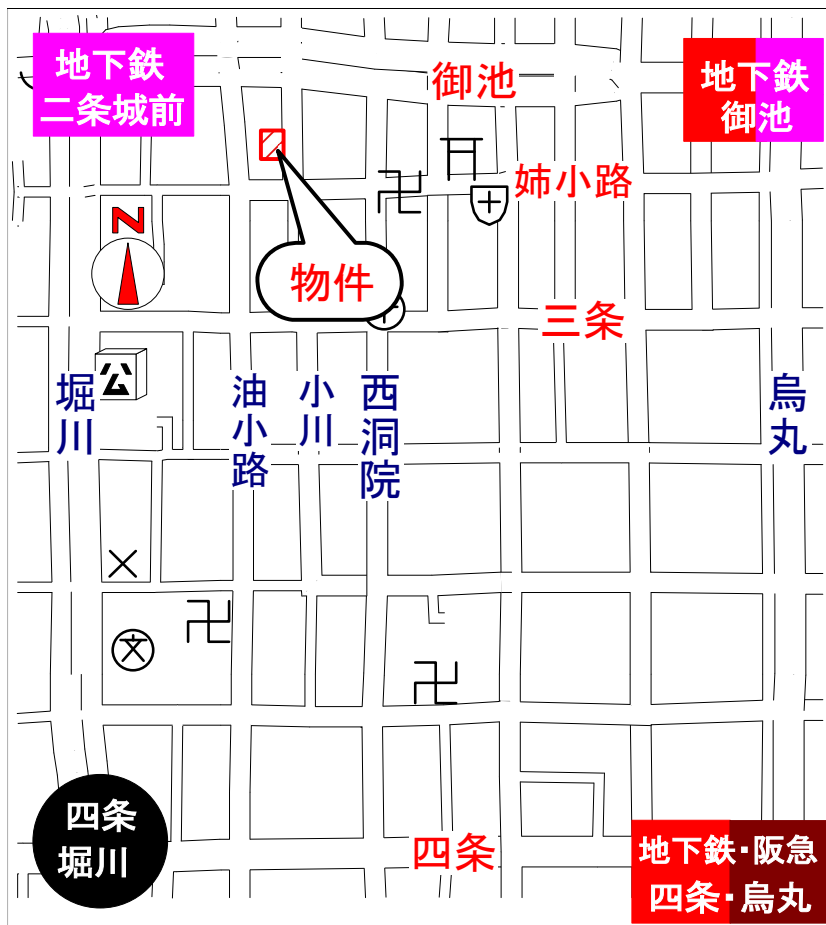 地下鉄
二条城前
御池
地下鉄
御池
姉小路
N
物件
三条
公
堀川
油小路
小川
西洞院
烏丸
文
四条
堀川
四条
地下鉄・阪急
四条・烏丸